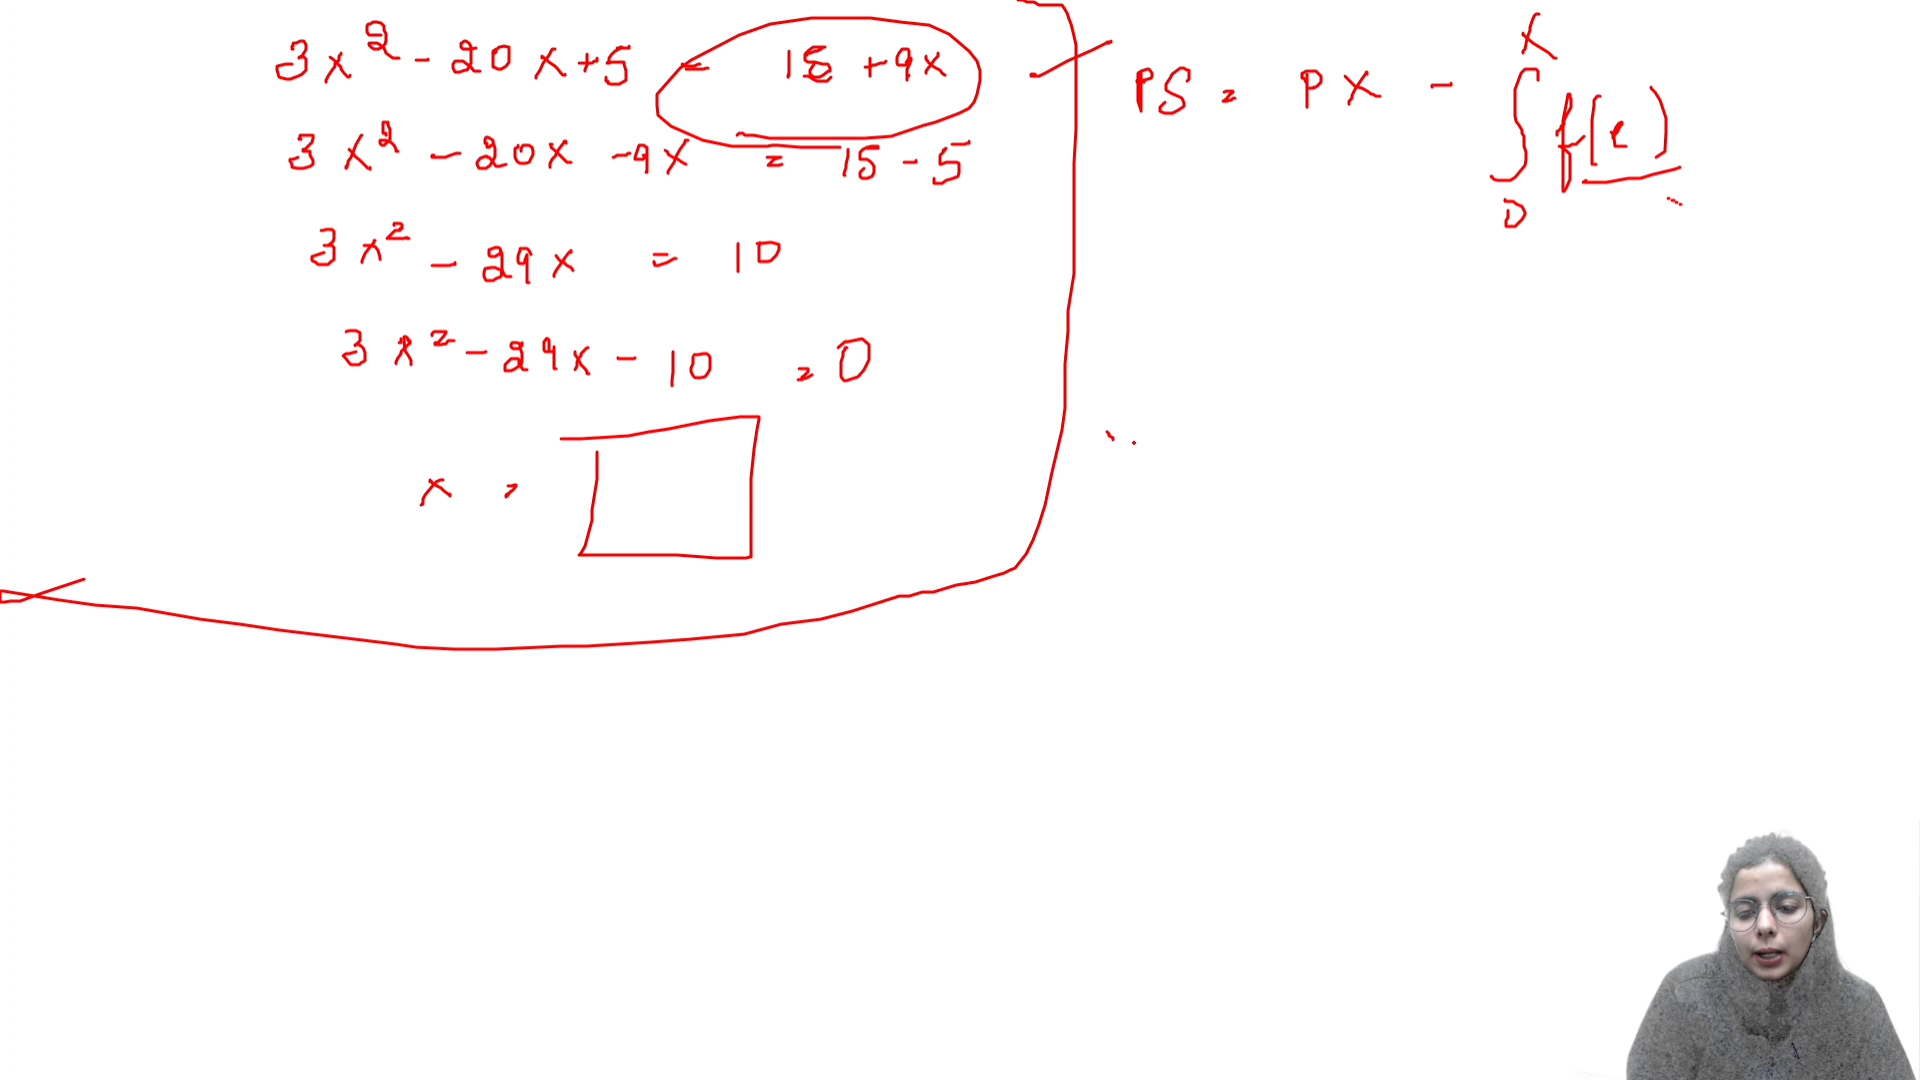 3x² - 20x + 5 = 15 + 9x
3x² - 20x - 9x = 15 - 5
3x² - 29x = 10
3x² - 29x - 10 = 0
x =
PS = PX - ∫₀ˣ f(x)